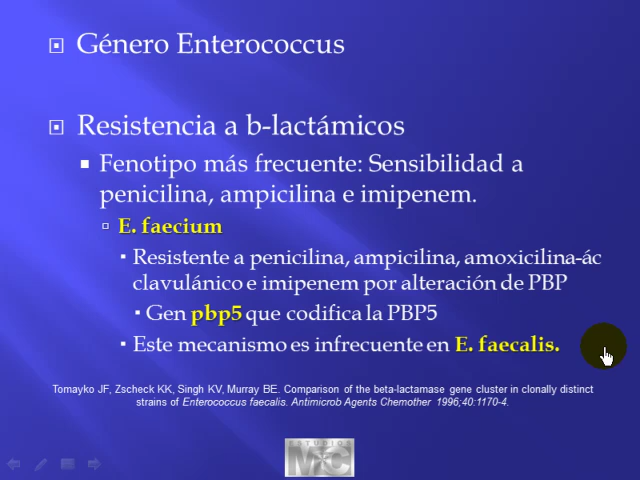 Género Enterococcus
Resistencia a b-lactámicos
Fenotipo más frecuente: Sensibilidad a
penicilina, ampicilina e imipenem.
E. faecium
Resistente a penicilina, ampicilina, amoxicilina-ác
clavulánico e imipenem por alteración de PBP
Gen pbp5 que codifica la PBP5
Este mecanismo es infrecuente en E. faecalis.
Tomayko JF, Zscheck KK, Singh KV, Murray BE. Comparison of the beta-lactamase gene cluster in clonally distinct
strains of Enterococcus faecalis. Antimicrob Agents Chemother 1996;40:1170-4.
ESTUDIOS
MC